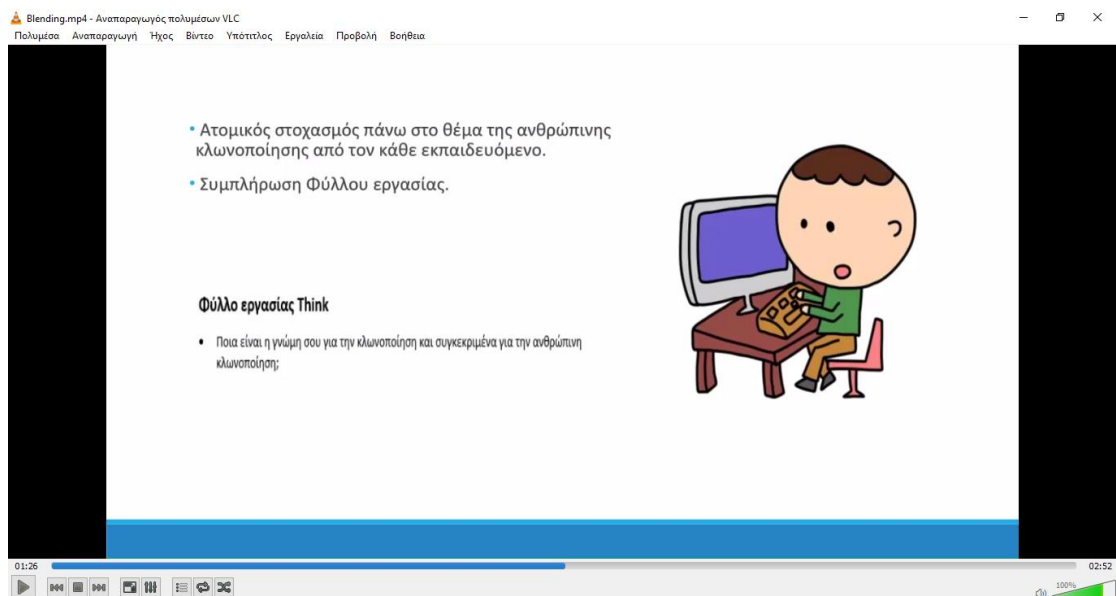 Blending.mp4 - Αναπαραγωγός πολυμέσων VLC
Πολυμέσα Αναπαραγωγή Ήχος Βίντεο Υπότιτλος Εργαλεία Προβολή Βοήθεια
• Ατομικός στοχασμός πάνω στο θέμα της ανθρώπινης
κλωνοποίησης από τον κάθε εκπαιδευόμενο.
• Συμπλήρωση Φύλλου εργασίας.
Φύλλο εργασίας Think
• Ποια είναι η γνώμη σου για την κλωνοποίηση και συγκεκριμένα για την ανθρώπινη
κλωνοποίηση;
01:26 02:52
100%